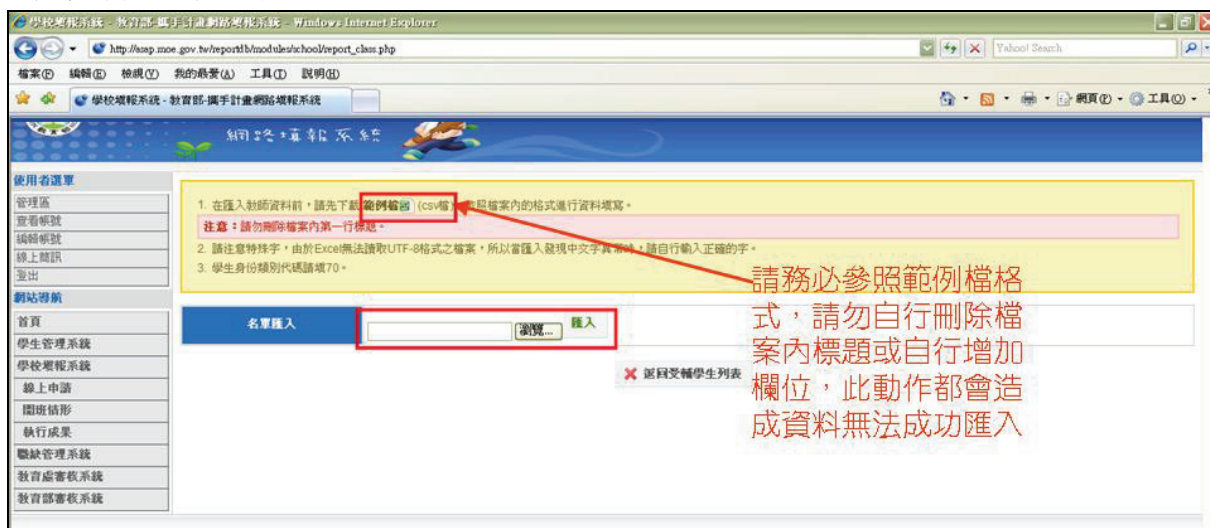 學校填報系統 - 教育部-攜手計畫網路填報系統 - Windows Internet Explorer
http://asap.moe.gov.tw/reportdb/modules/school/report_class.php
Yahoo! Search
檔案(F) 編輯(E) 檢視(V) 我的最愛(A) 工具(T) 說明(H)
學校填報系統 - 教育部-攜手計畫網路填報系統
網頁(P) 工具(O)
網路填報系統
使用者選單
管理區
查看帳號
編輯帳號
線上簡訊
登出
網站導航
首頁
學生管理系統
學校填報系統
線上申請
開班情形
執行成果
職缺管理系統
教育處審核系統
教育部審核系統
1. 在匯入教師資料前,請先下載 範例檔 (csv檔) 照檔案內的格式進行資料填寫。
注意:請勿刪除檔案內第一行標題。
2. 請注意特殊字,由於Excel無法讀取UTF-8格式之檔案,所以當匯入發現中文字異常時,請自行輸入正確的字。
3. 學生身份類別代碼請填70。
名單匯入
瀏覽... 匯入
返回受輔學生列表
請務必參照範例檔格
式,請勿自行刪除檔
案內標題或自行增加
欄位,此動作都會造
成資料無法成功匯入